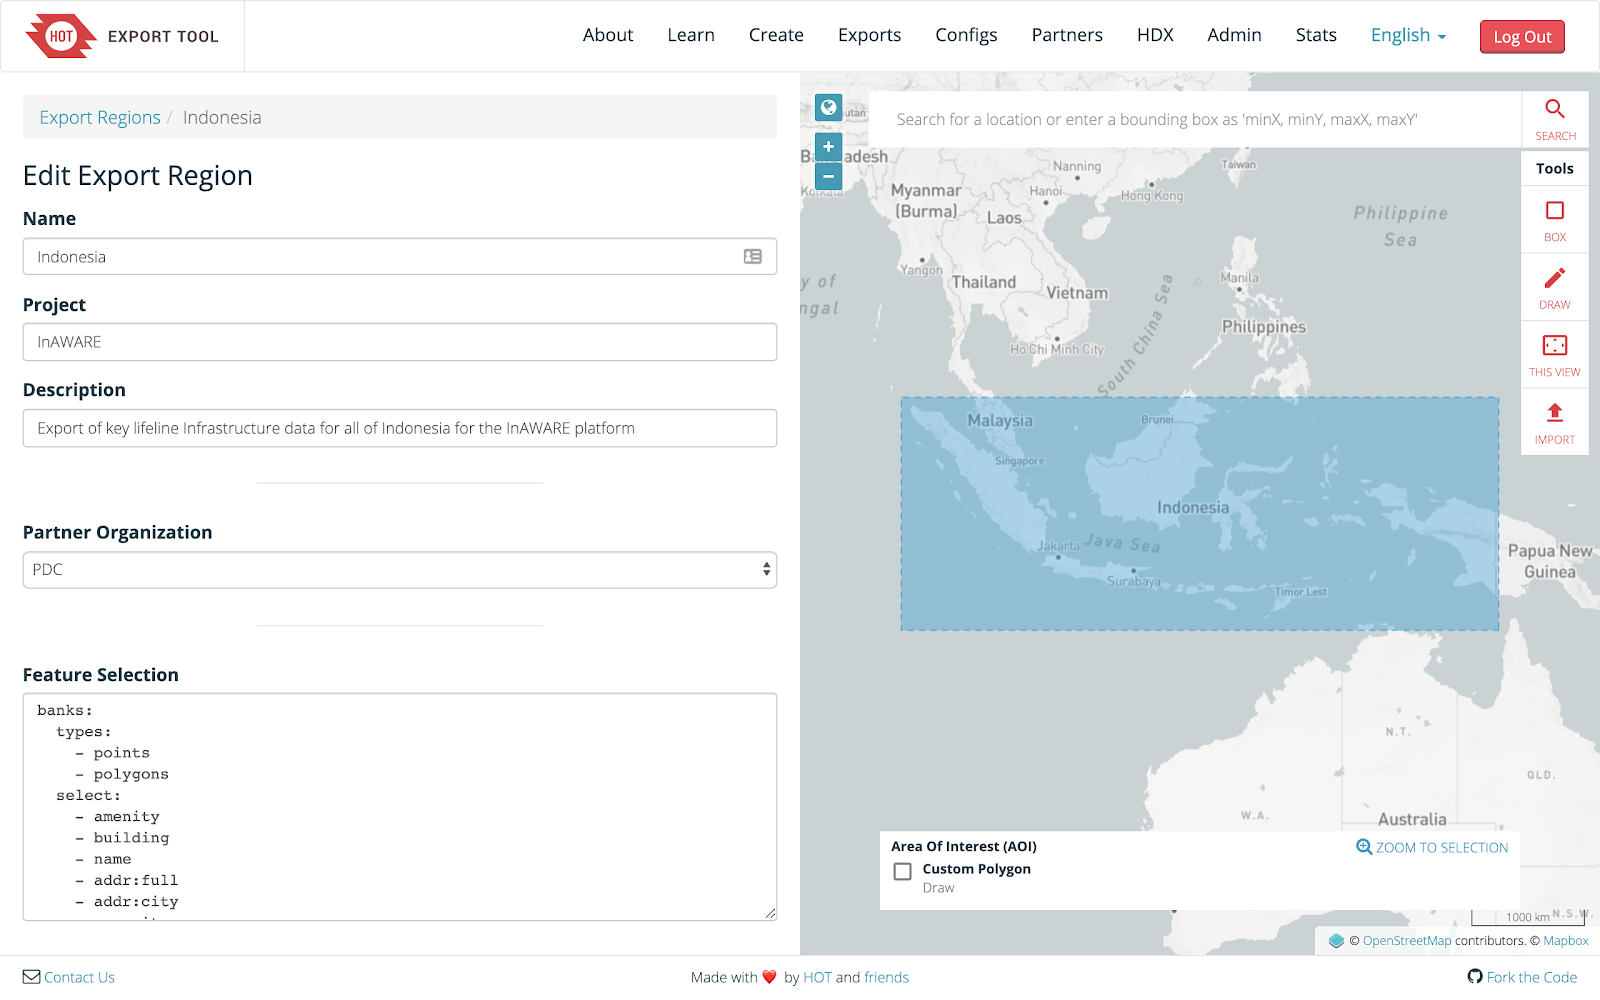 HOT EXPORT TOOL
About Learn Create Exports Configs Partners HDX Admin Stats English Log Out
Export Regions / Indonesia
Edit Export Region
Name
Indonesia
Project
InAWARE
Description
Export of key lifeline Infrastructure data for all of Indonesia for the InAWARE platform
Partner Organization
PDC
Feature Selection
banks:
types:
- points
- polygons
select:
- amenity
- building
- name
- addr:full
- addr:city
Search for a location or enter a bounding box as 'minX, minY, maxX, maxY'
SEARCH
Tools
BOX
DRAW
THIS VIEW
IMPORT
+
−
Taiwan
Nanning
Hanoi
Hong Kong
Myanmar
(Burma)
Laos
Philippine
Sea
Yangon
Thailand
Vietnam
Manila
South China Sea
Philippines
Ho Chi Minh City
Malaysia
Brunei
Singapore
Indonesia
Jakarta
Java Sea
Surabaya
Timor Lest
Papua New
Guinea
N.T.
QLD.
W.A.
Australia
N.S.W.
Area Of Interest (AOI)
ZOOM TO SELECTION
Custom Polygon
Draw
1000 km
© OpenStreetMap contributors. © Mapbox
Contact Us
Made with ❤ by HOT and friends
Fork the Code